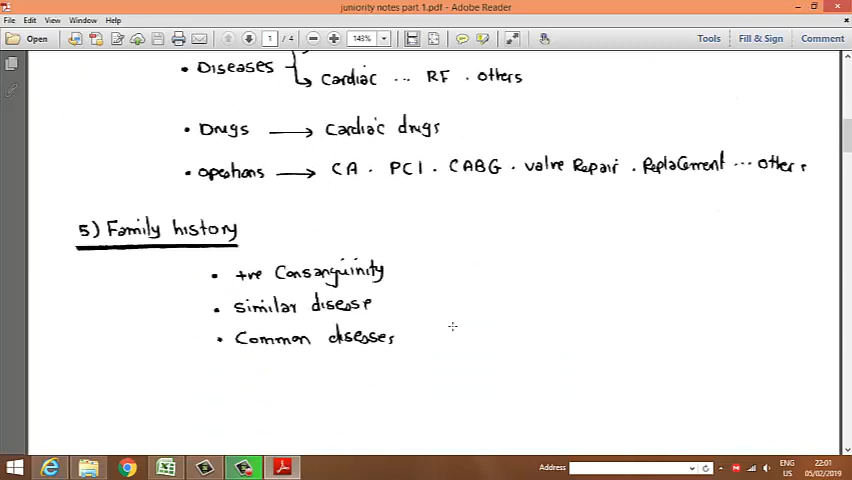 juniority notes part 1.pdf - Adobe Reader
File Edit View Window Help
Open 1 / 4 143% Tools Fill & Sign Comment
• Diseases
Cardiac ... RF . others
• Drugs → Cardiac drugs
• operations → CA . PCI . CABG . valve Repair . Replacement ... others
5) Family history
• +ve Consanguinity
• Similar disease
• Common diseases
Address
ENG 22:01
US 05/02/2019